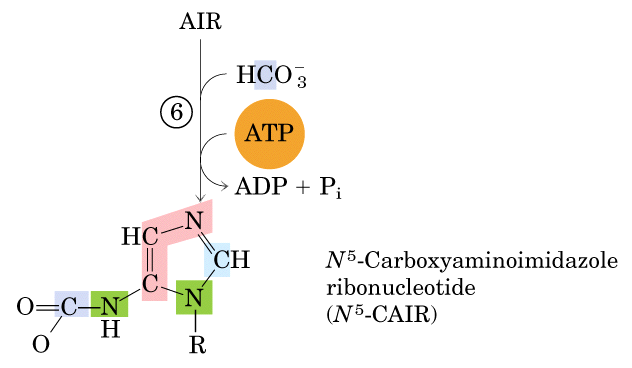 AIR
HCO₃⁻
⑥
ATP
ADP + Pᵢ
N
HC
CH
N⁵-Carboxyaminoimidazole
ribonucleotide
(N⁵-CAIR)
C
N
O=C–N
H
O
R